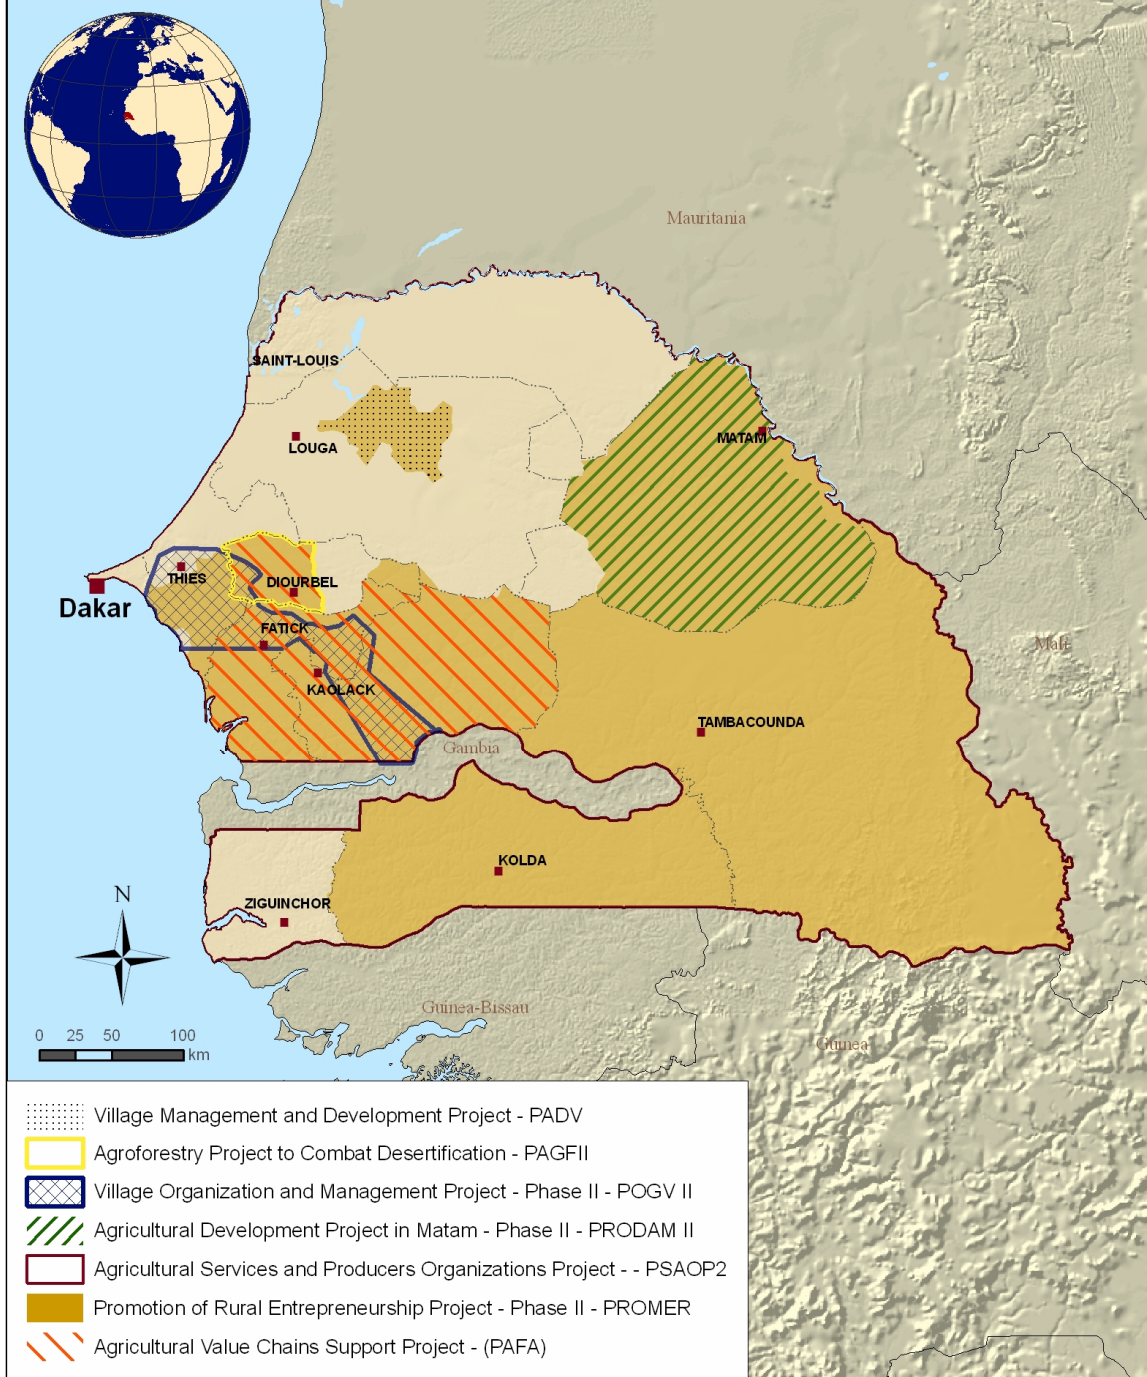 Mauritania
SAINT-LOUIS
LOUGA
MATAM
THIES
DIOURBEL
Dakar
FATICK
Mali
KAOLACK
TAMBACOUNDA
Gambia
KOLDA
N
ZIGUINCHOR
Guinea-Bissau
0 25 50 100
km
Guinea
Village Management and Development Project - PADV
Agroforestry Project to Combat Desertification - PAGFII
Village Organization and Management Project - Phase II - POGV II
Agricultural Development Project in Matam - Phase II - PRODAM II
Agricultural Services and Producers Organizations Project - - PSAOP2
Promotion of Rural Entrepreneurship Project - Phase II - PROMER
Agricultural Value Chains Support Project - (PAFA)